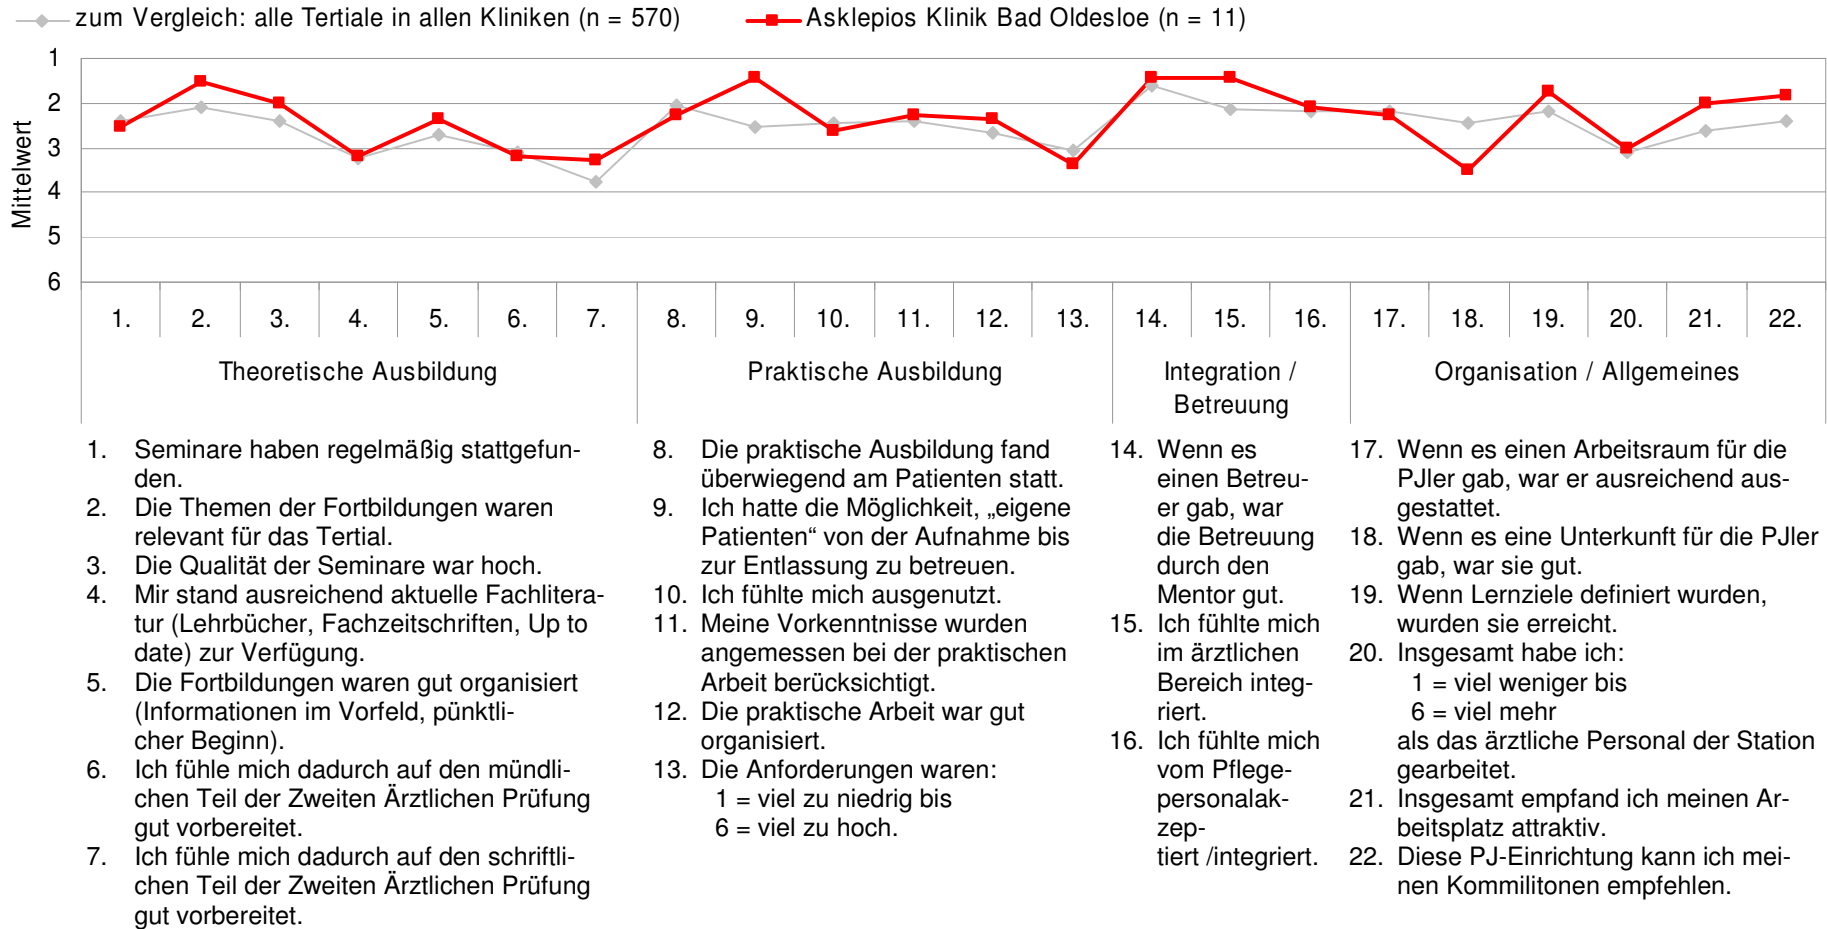 zum Vergleich: alle Tertiale in allen Kliniken (n = 570)
Asklepios Klinik Bad Oldesloe (n = 11)
Mittelwert
1
2
3
4
5
6
1. 2. 3. 4. 5. 6. 7. 8. 9. 10. 11. 12. 13. 14. 15. 16. 17. 18. 19. 20. 21. 22.
Theoretische Ausbildung
Praktische Ausbildung
Integration /
Betreuung
Organisation / Allgemeines
1. Seminare haben regelmäßig stattgefun-
den.
2. Die Themen der Fortbildungen waren
relevant für das Tertial.
3. Die Qualität der Seminare war hoch.
4. Mir stand ausreichend aktuelle Fachlitera-
tur (Lehrbücher, Fachzeitschriften, Up to
date) zur Verfügung.
5. Die Fortbildungen waren gut organisiert
(Informationen im Vorfeld, pünktli-
cher Beginn).
6. Ich fühle mich dadurch auf den mündli-
chen Teil der Zweiten Ärztlichen Prüfung
gut vorbereitet.
7. Ich fühle mich dadurch auf den schriftli-
chen Teil der Zweiten Ärztlichen Prüfung
gut vorbereitet.
8. Die praktische Ausbildung fand
überwiegend am Patienten statt.
9. Ich hatte die Möglichkeit, „eigene
Patienten“ von der Aufnahme bis
zur Entlassung zu betreuen.
10. Ich fühlte mich ausgenutzt.
11. Meine Vorkenntnisse wurden
angemessen bei der praktischen
Arbeit berücksichtigt.
12. Die praktische Arbeit war gut
organisiert.
13. Die Anforderungen waren:
1 = viel zu niedrig bis
6 = viel zu hoch.
14. Wenn es
einen Betreu-
er gab, war
die Betreuung
durch den
Mentor gut.
15. Ich fühlte mich
im ärztlichen
Bereich integ-
riert.
16. Ich fühlte mich
vom Pflege-
personalak-
zep-
tiert /integriert.
17. Wenn es einen Arbeitsraum für die
PJler gab, war er ausreichend aus-
gestattet.
18. Wenn es eine Unterkunft für die PJler
gab, war sie gut.
19. Wenn Lernziele definiert wurden,
wurden sie erreicht.
20. Insgesamt habe ich:
1 = viel weniger bis
6 = viel mehr
als das ärztliche Personal der Station
gearbeitet.
21. Insgesamt empfand ich meinen Ar-
beitsplatz attraktiv.
22. Diese PJ-Einrichtung kann ich mei-
nen Kommilitonen empfehlen.